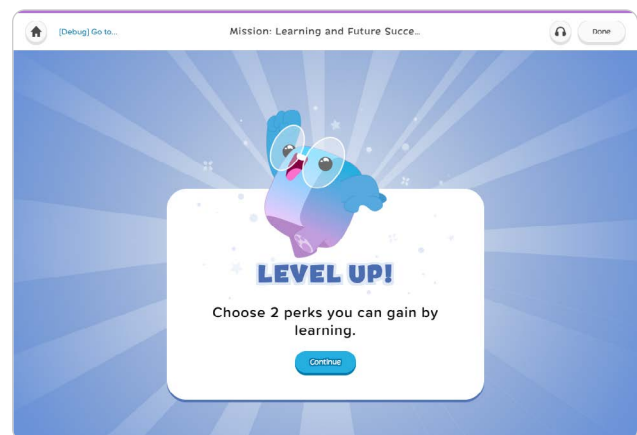 [Debug] Go to...
Mission: Learning and Future Succe...
Done
LEVEL UP!
Choose 2 perks you can gain by
learning.
Continue